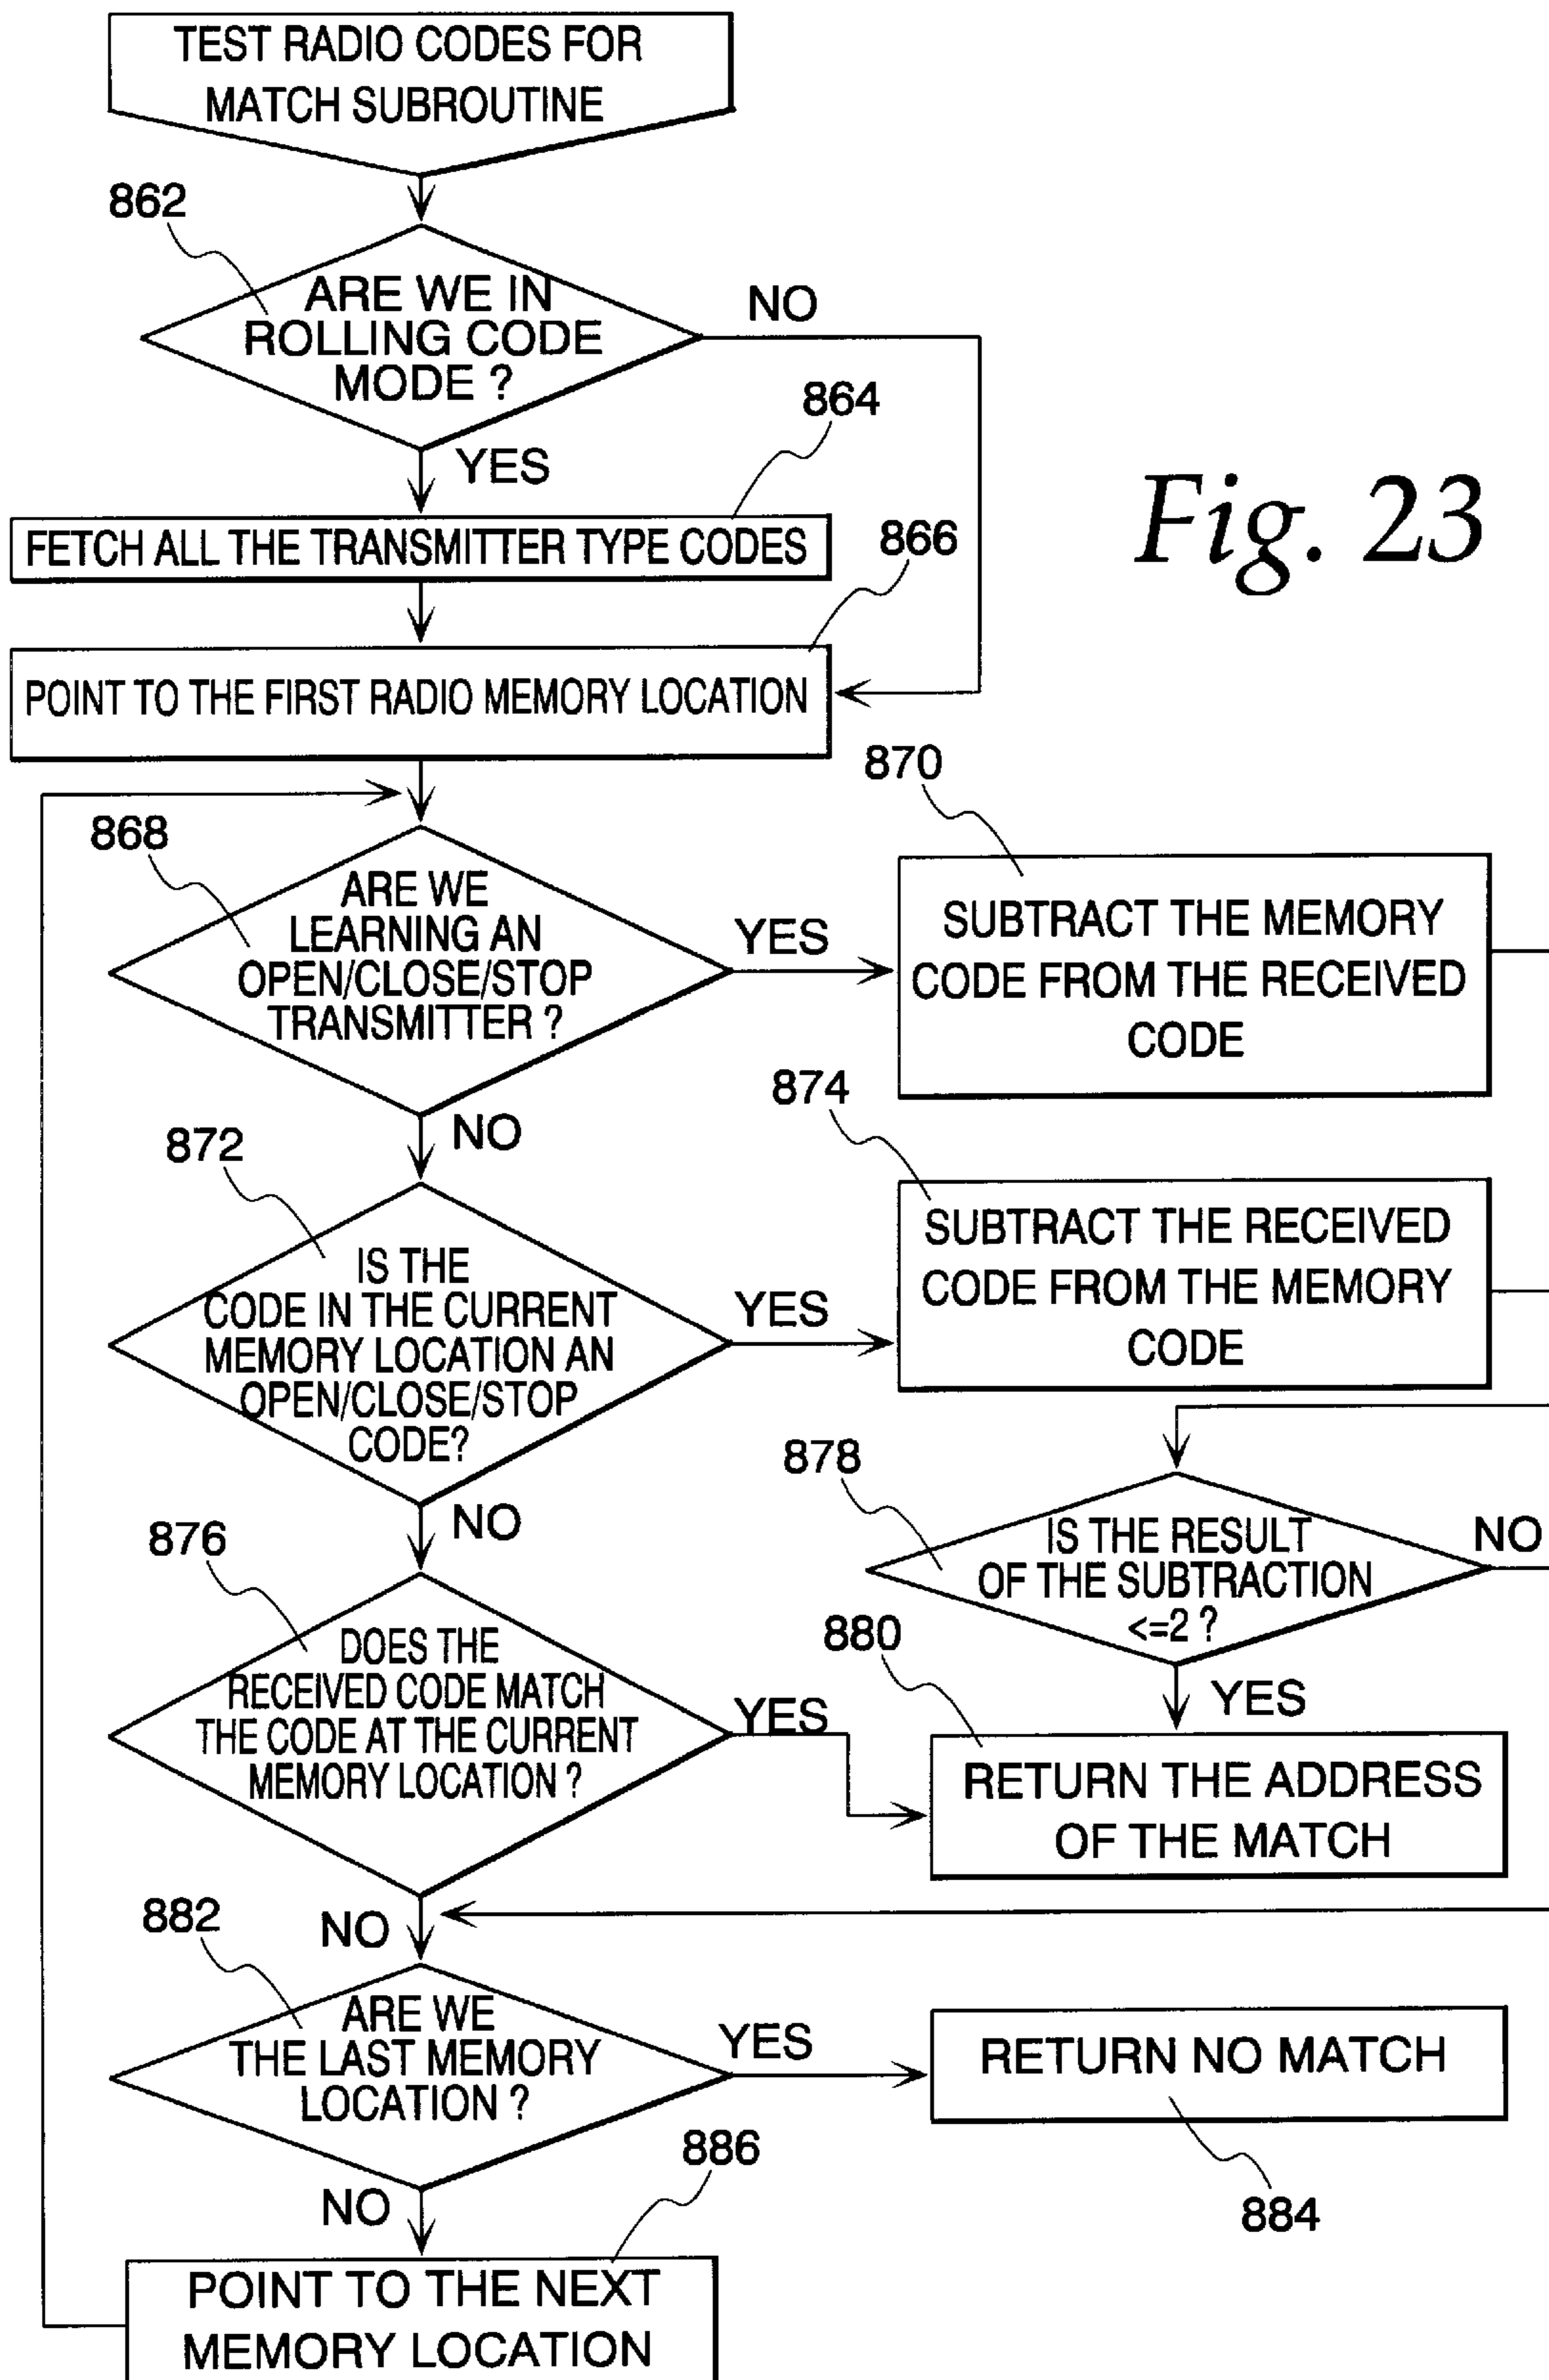 TEST RADIO CODES FOR
MATCH SUBROUTINE
862
ARE WE IN
ROLLING CODE
MODE ?
NO
864
YES
Fig. 23
FETCH ALL THE TRANSMITTER TYPE CODES
866
POINT TO THE FIRST RADIO MEMORY LOCATION
870
868
ARE WE
LEARNING AN
OPEN/CLOSE/STOP
TRANSMITTER ?
YES
SUBTRACT THE MEMORY
CODE FROM THE RECEIVED
CODE
874
NO
872
IS THE
CODE IN THE CURRENT
MEMORY LOCATION AN
OPEN/CLOSE/STOP
CODE?
YES
SUBTRACT THE RECEIVED
CODE FROM THE MEMORY
CODE
878
NO
IS THE RESULT
OF THE SUBTRACTION
<=2 ?
NO
876
DOES THE
RECEIVED CODE MATCH
THE CODE AT THE CURRENT
MEMORY LOCATION ?
YES
880
YES
RETURN THE ADDRESS
OF THE MATCH
882
NO
ARE WE
THE LAST MEMORY
LOCATION ?
YES
RETURN NO MATCH
884
886
NO
POINT TO THE NEXT
MEMORY LOCATION